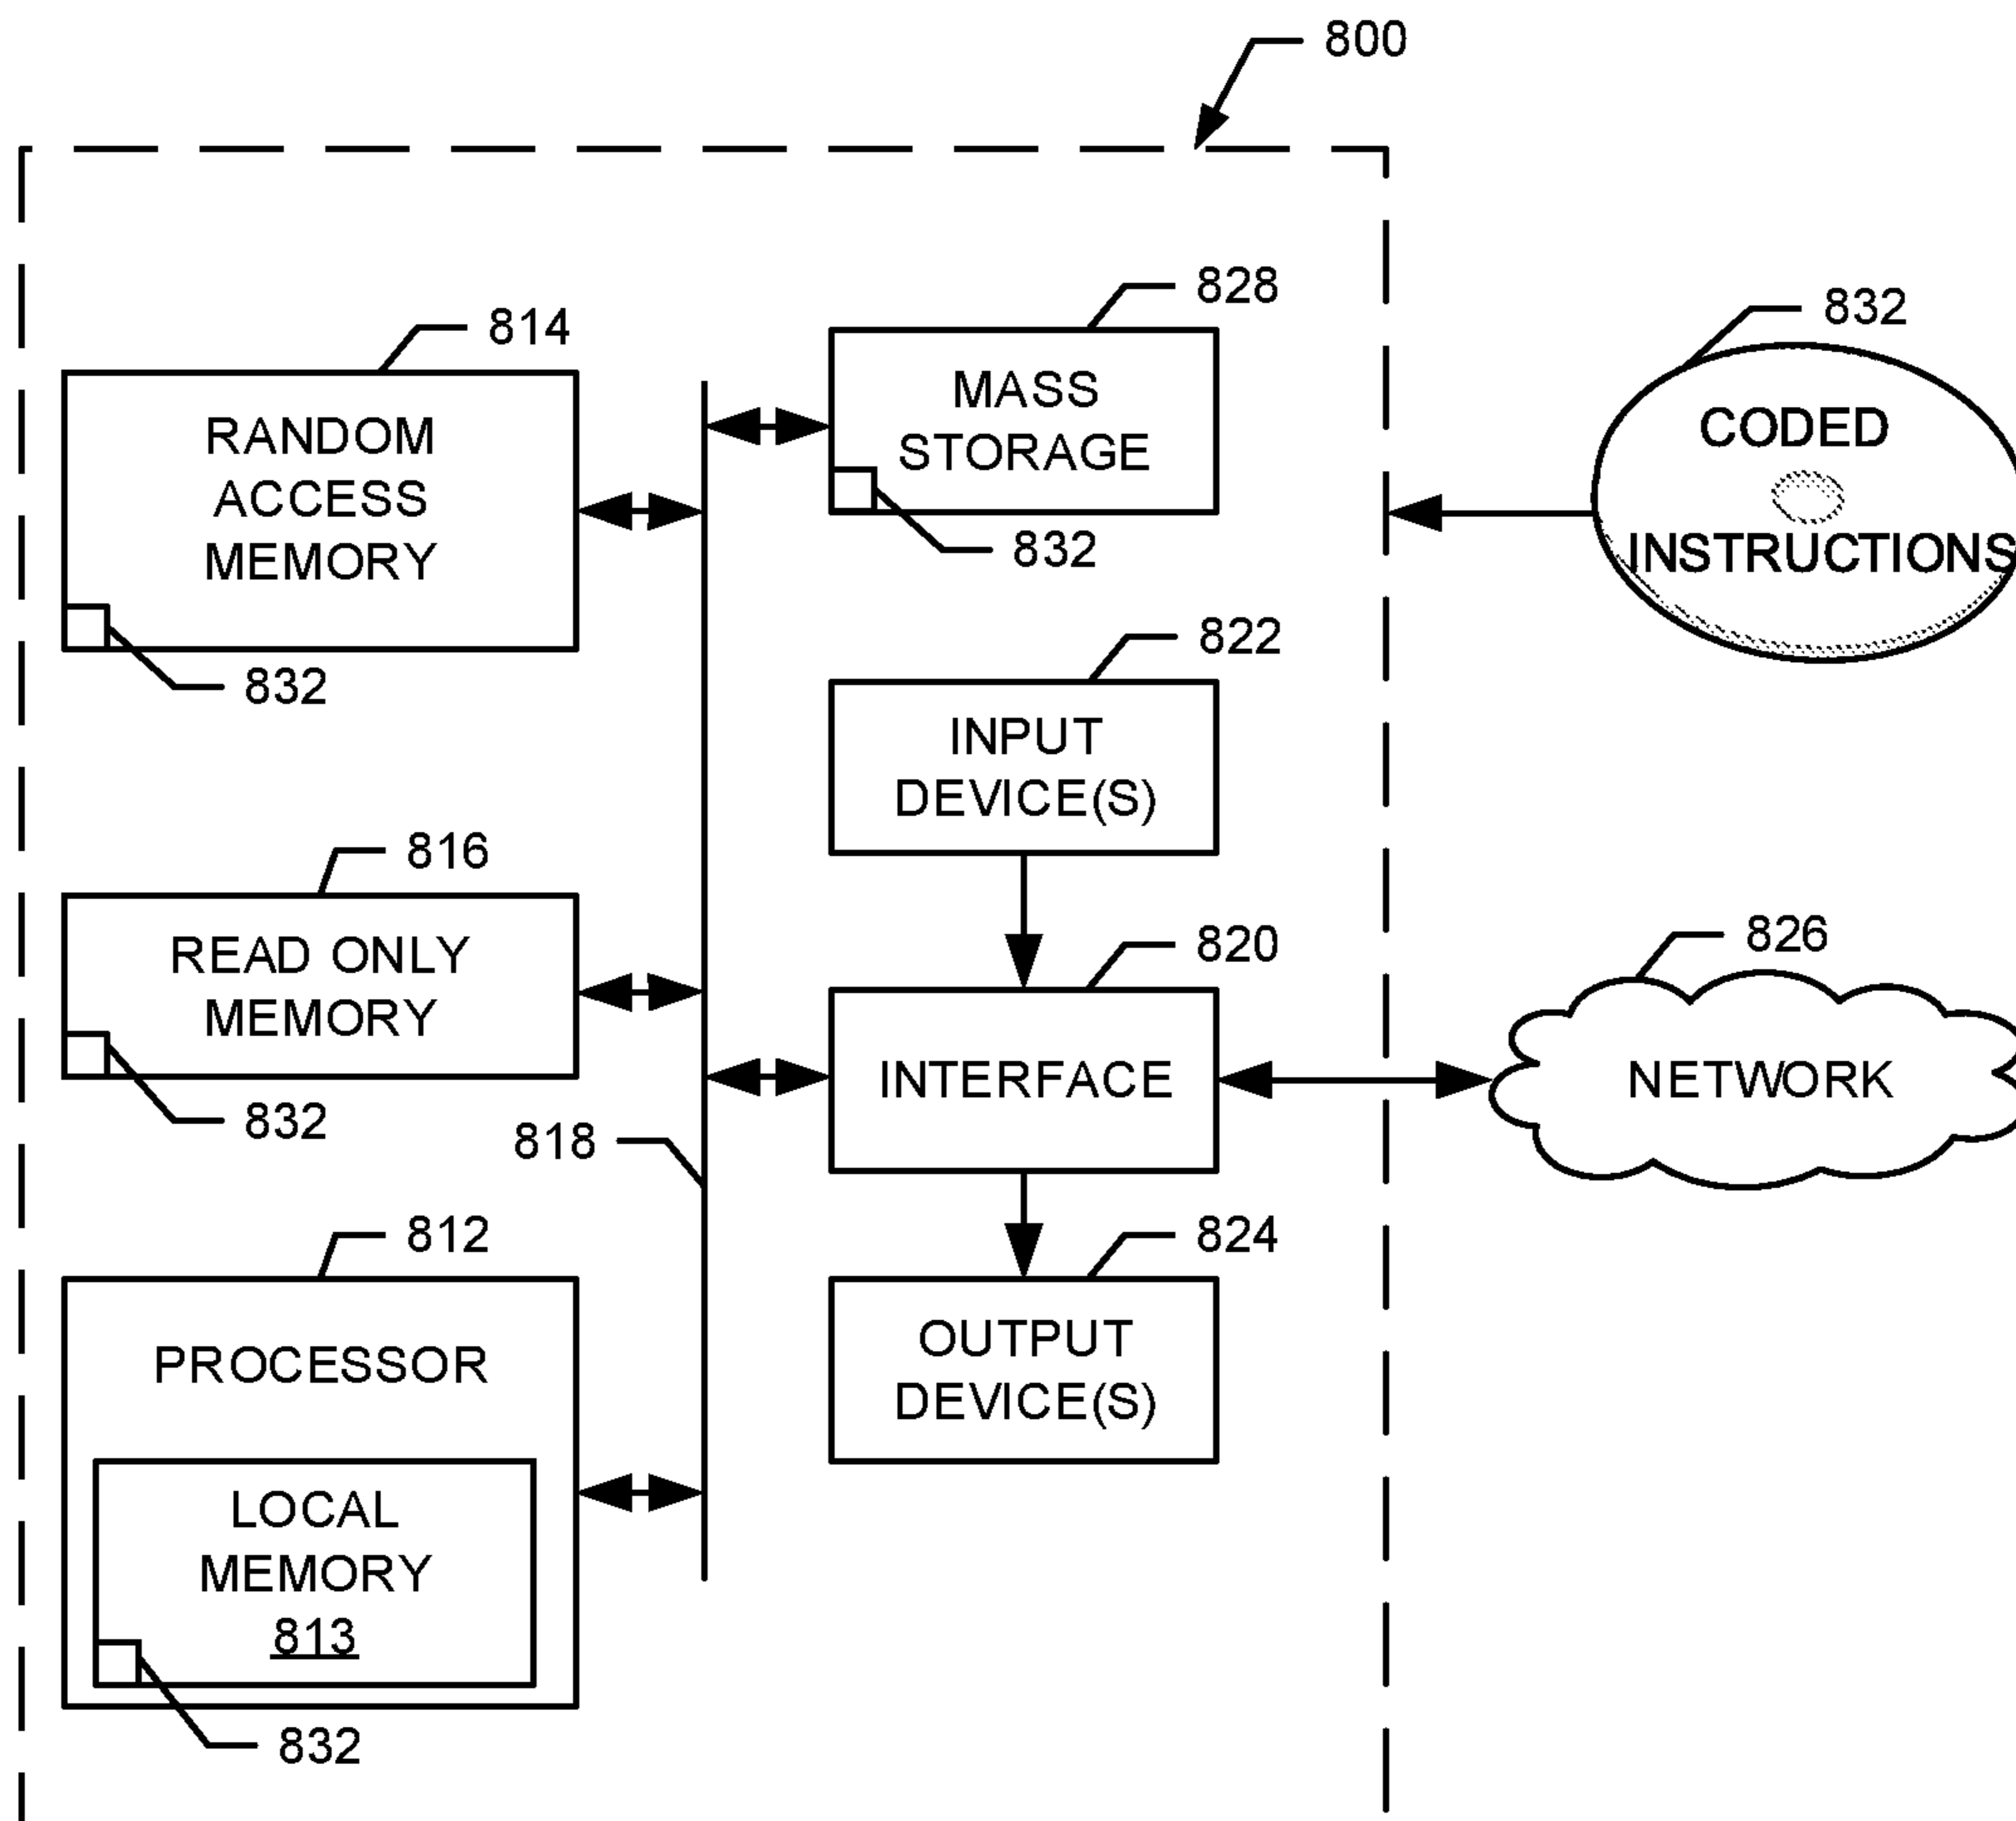 800
828
832
814
MASS
STORAGE
RANDOM
ACCESS
MEMORY
CODED
INSTRUCTIONS
832
832
822
INPUT
DEVICE(S)
816
READ ONLY
MEMORY
820
826
INTERFACE
NETWORK
832
818
812
824
PROCESSOR
OUTPUT
DEVICE(S)
LOCAL
MEMORY
813
832